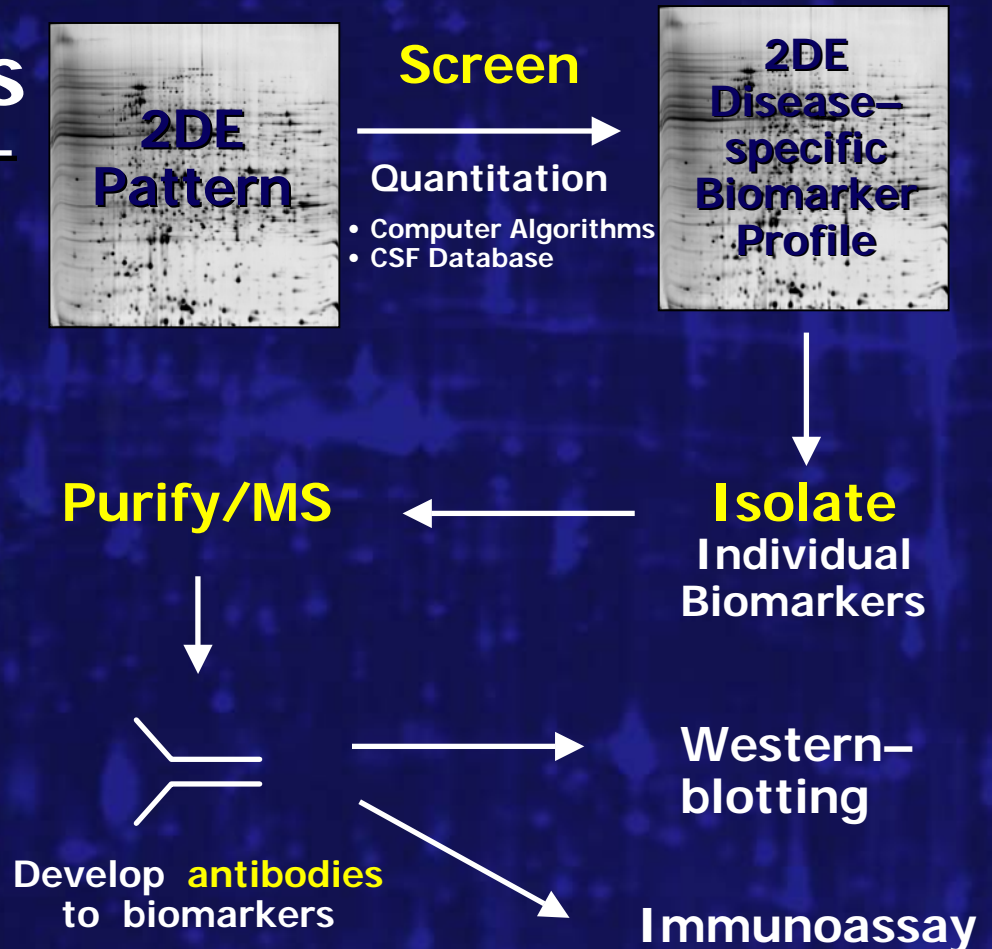 S
2DE
Pattern
Screen
Quantitation
• Computer Algorithms
• CSF Database
2DE
Disease–
specific
Biomarker
Profile
Purify/MS
Isolate
Individual
Biomarkers
Develop antibodies
to biomarkers
Western–
blotting
Immunoassay